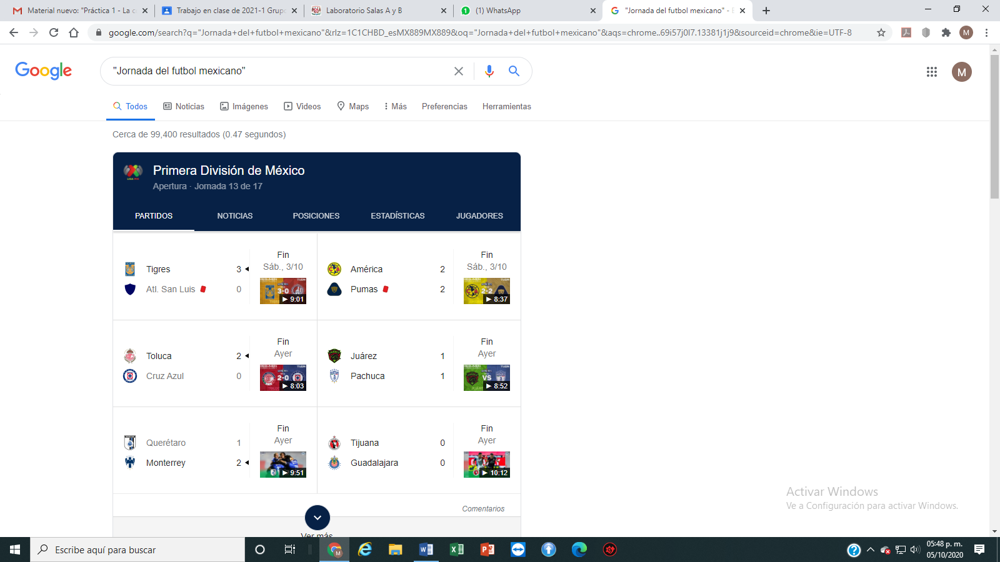 Material nuevo: "Práctica 1 - La c
Trabajo en clase de 2021-1 Grupo
Laboratorio Salas A y B
(1) WhatsApp
"Jornada del futbol mexicano" -
google.com/search?q="Jornada+del+futbol+mexicano"&rlz=1C1CHBD_esMX889MX889&oq="Jornada+del+futbol+mexicano"&aqs=chrome..69i57j0l7.13381j1j9&sourceid=chrome&ie=UTF-8
M
Google
"Jornada del futbol mexicano"
M
Todos
Noticias
Imágenes
Videos
Maps
Más
Preferencias
Herramientas
Cerca de 99,400 resultados (0.47 segundos)
Primera División de México
Apertura · Jornada 13 de 17
PARTIDOS
NOTICIAS
POSICIONES
ESTADÍSTICAS
JUGADORES
Tigres 3
Atl. San Luis 0
Fin
Sáb., 3/10
3-0
9:01
América 2
Pumas 2
Fin
Sáb., 3/10
2-2
8:37
Toluca 2
Cruz Azul 0
Fin
Ayer
2-0
8:03
Juárez 1
Pachuca 1
Fin
Ayer
VS
8:52
Querétaro 1
Monterrey 2
Fin
Ayer
9:51
Tijuana 0
Guadalajara 0
Fin
Ayer
10:12
Comentarios
Ver más
Activar Windows
Ve a Configuración para activar Windows.
Escribe aquí para buscar
05:48 p. m.
05/10/2020